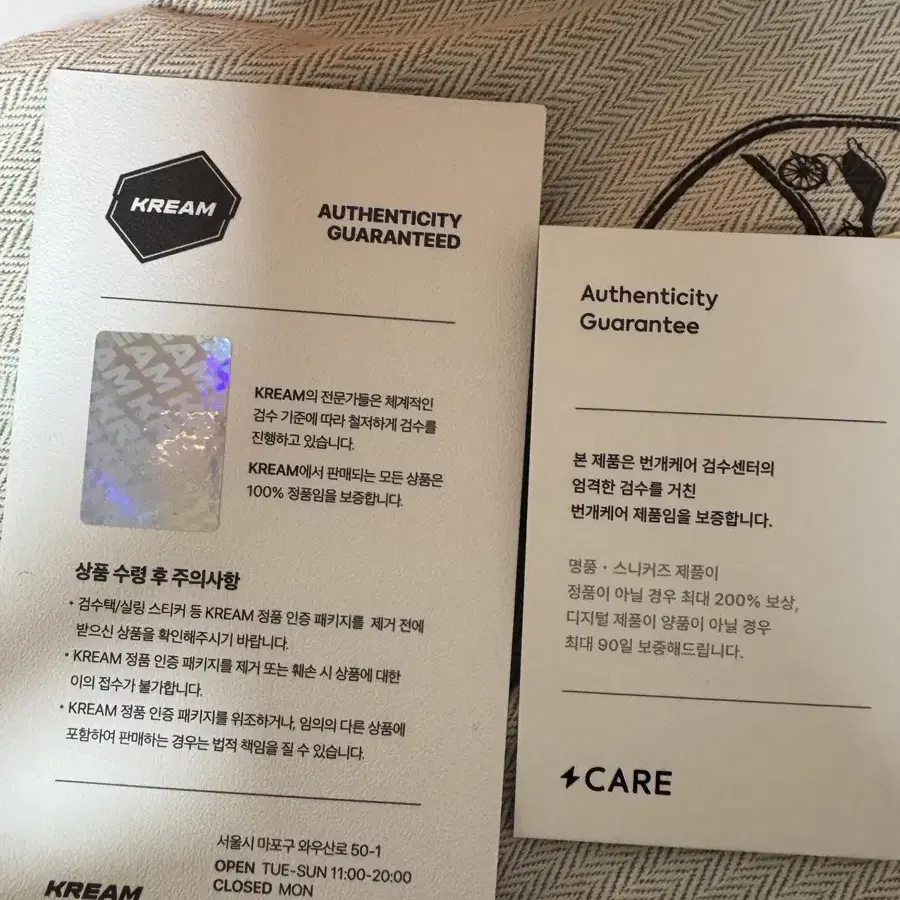 KREAM
AUTHENTICITY
GUARANTEED
KREAM의 전문가들은 체계적인
검수 기준에 따라 철저하게 검수를
진행하고 있습니다.
KREAM에서 판매되는 모든 상품은
100% 정품임을 보증합니다.
상품 수령 후 주의사항
• 검수택/실링 스티커 등 KREAM 정품 인증 패키지를 제거 전에
받으신 상품을 확인해주시기 바랍니다.
• KREAM 정품 인증 패키지를 제거 또는 훼손 시 상품에 대한
이의 접수가 불가합니다.
• KREAM 정품 인증 패키지를 위조하거나, 임의의 다른 상품에
포함하여 판매하는 경우는 법적 책임을 질 수 있습니다.
KREAM
서울시 마포구 와우산로 50-1
OPEN TUE-SUN 11:00-20:00
CLOSED MON
Authenticity
Guarantee
본 제품은 번개케어 검수센터의
엄격한 검수를 거친
번개케어 제품임을 보증합니다.
명품・스니커즈 제품이
정품이 아닐 경우 최대 200% 보상,
디지털 제품이 양품이 아닐 경우
최대 90일 보증해드립니다.
CARE